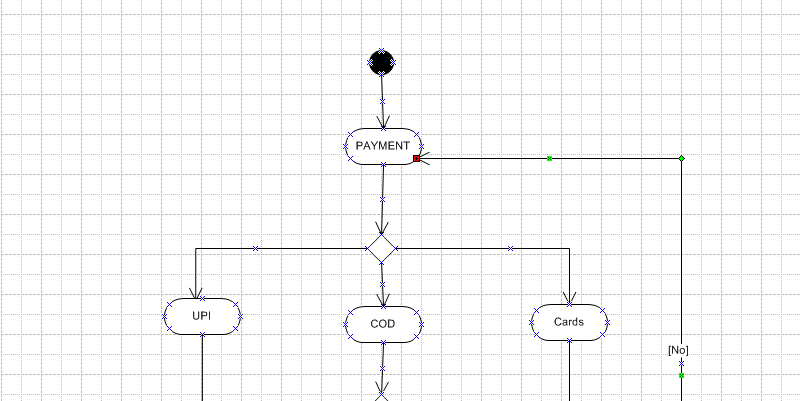 PAYMENT
UPI
COD
Cards
[No]